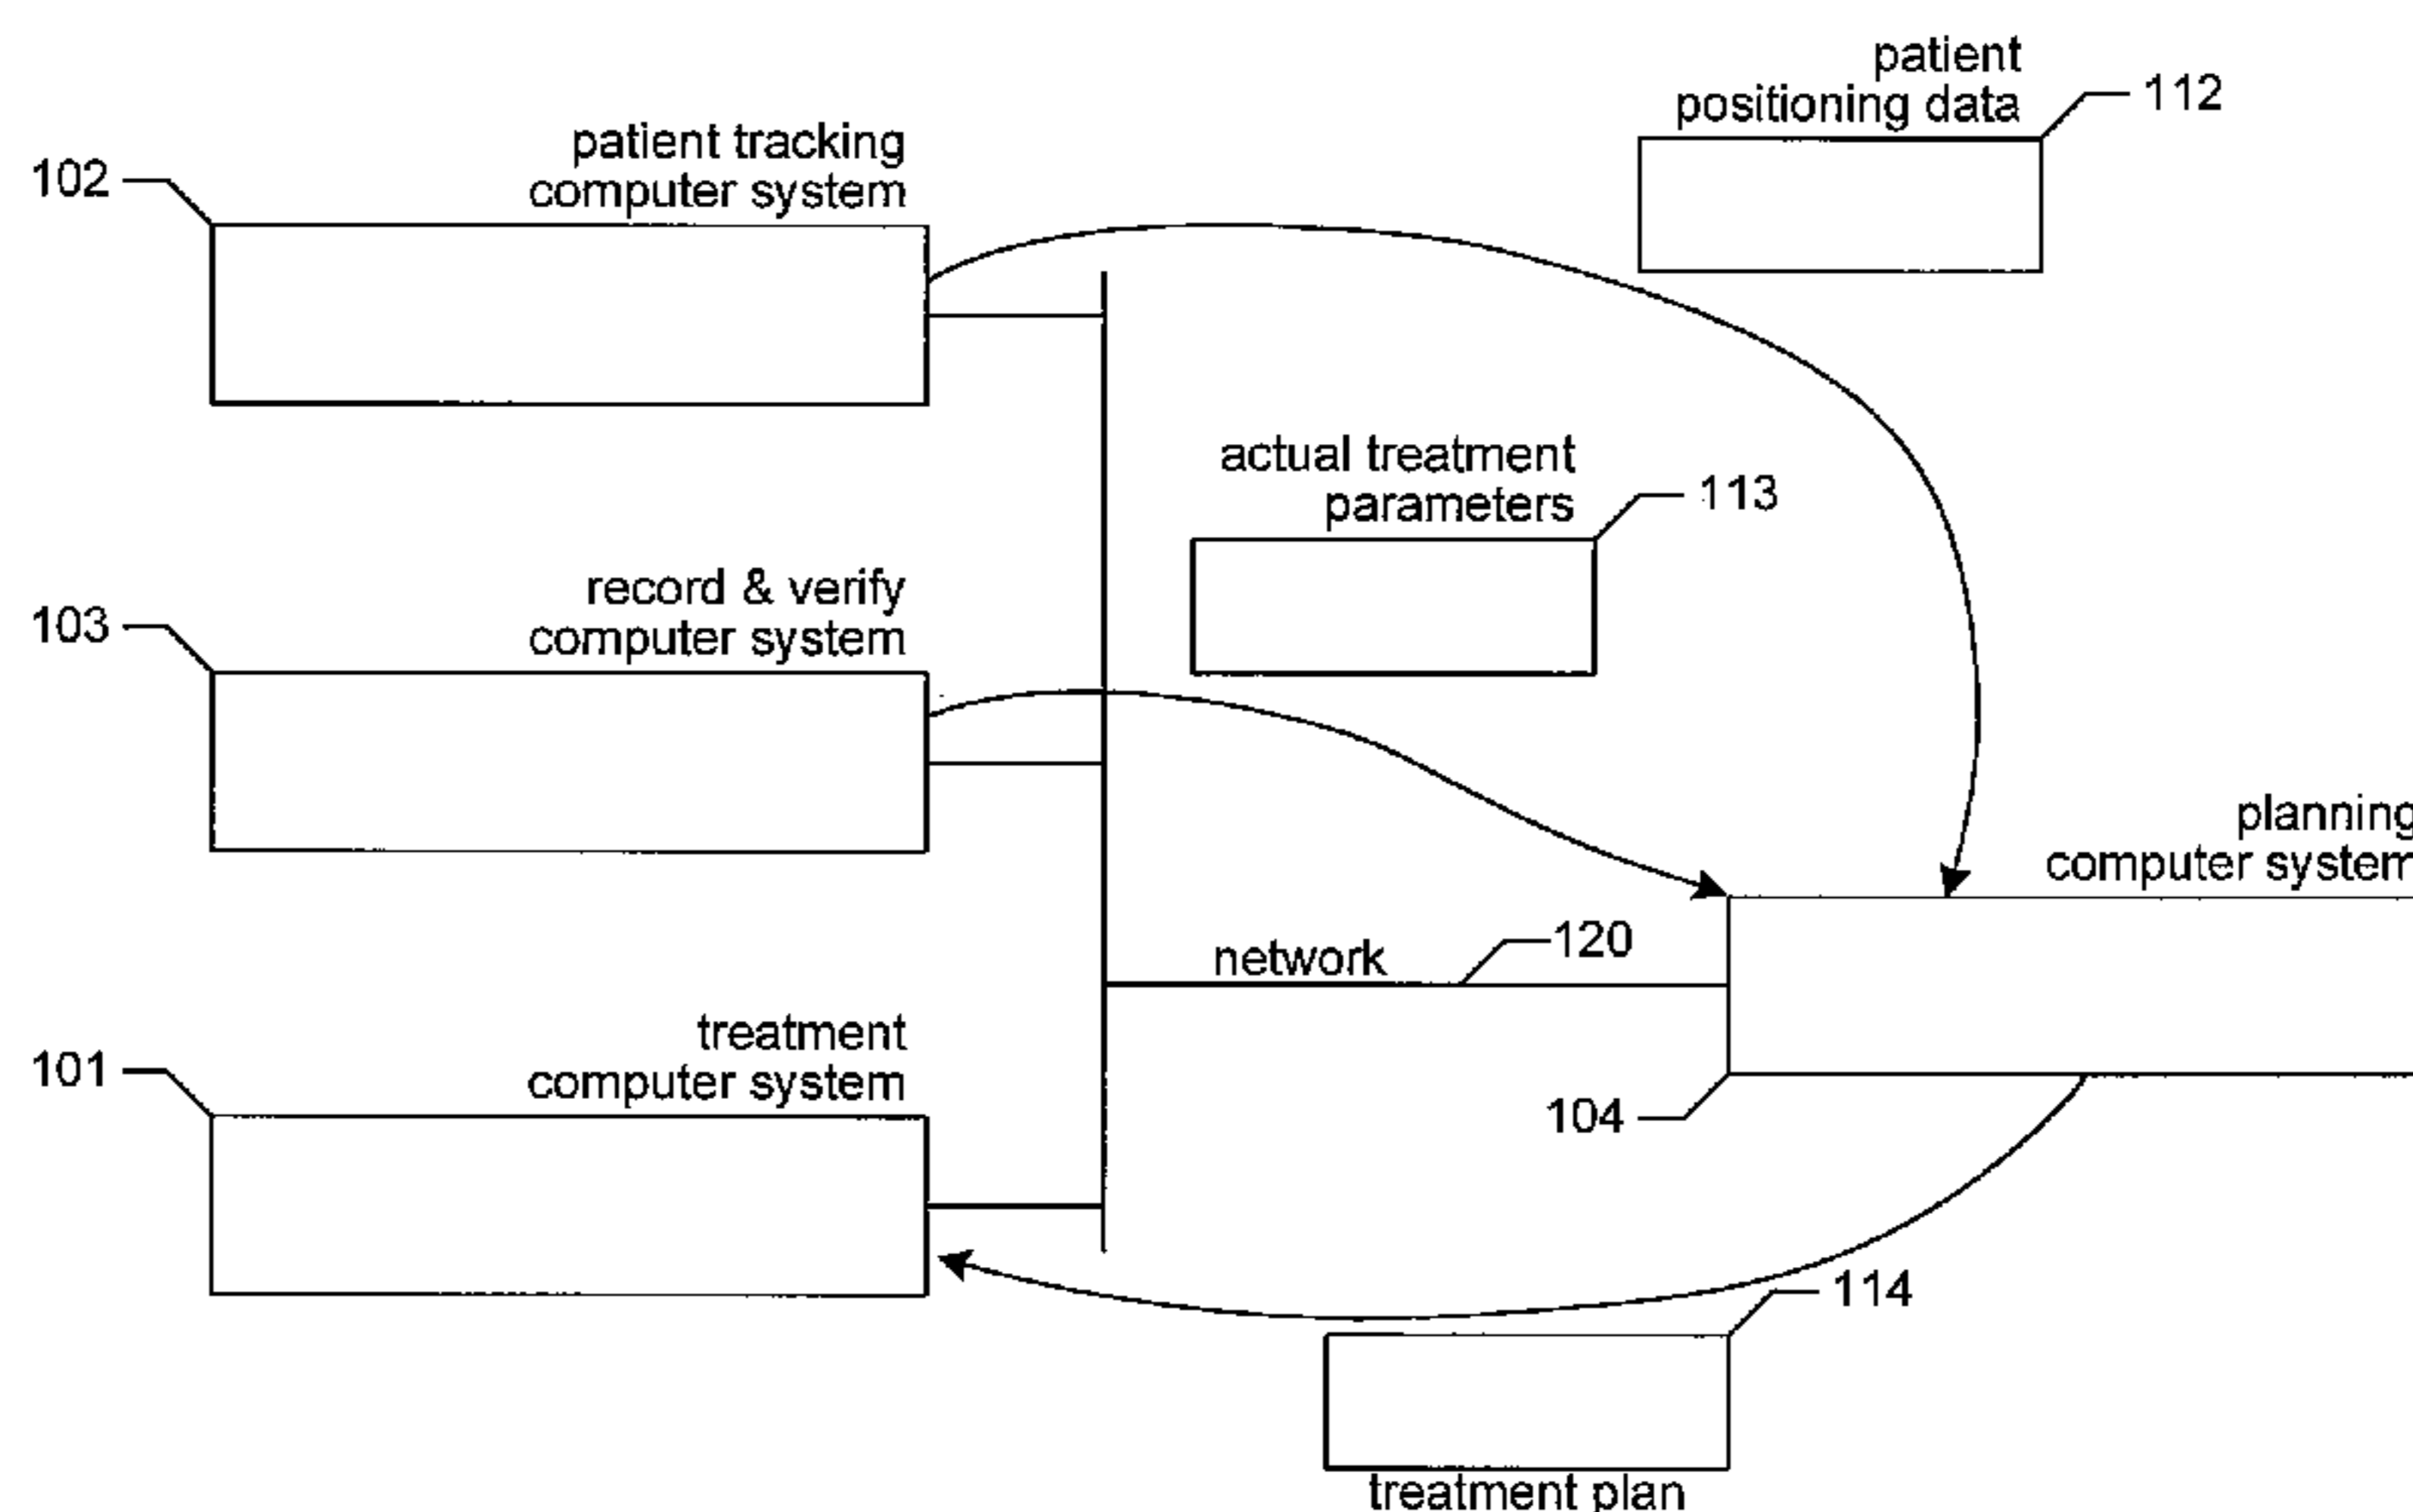 patient
positioning data
112
patient tracking
computer system
102
actual treatment
parameters
113
record & verify
computer system
103
planning
computer system
network
120
treatment
computer system
101
104
114
treatment plan